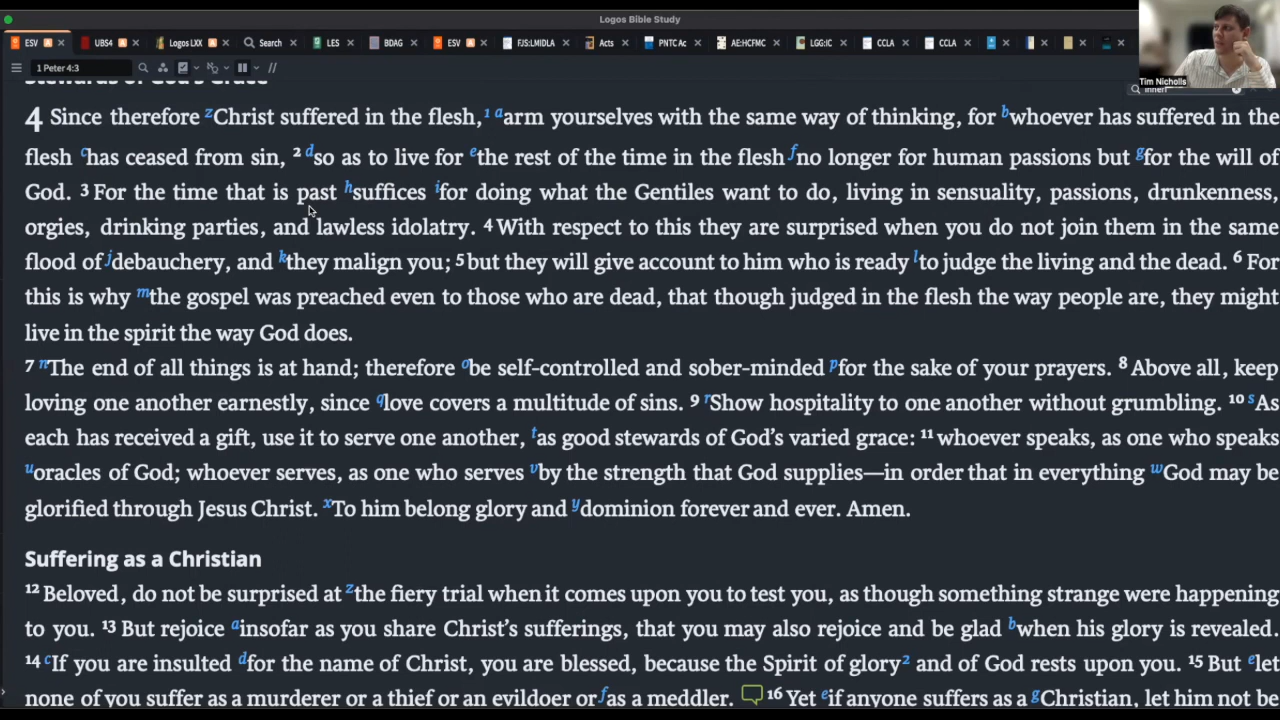 Logos Bible Study
ESV A UBS4 A Logos LXX A Search LES BDAG ESV A FJS:LMIDLA Acts PNTC Ac AE:HCFMC LGG:IC CCLA CCLA
1 Peter 4:3
Tim Nicholls
Stewards of God's Grace
4 Since therefore z Christ suffered in the flesh,1 a arm yourselves with the same way of thinking, for b whoever has suffered in the
flesh c has ceased from sin, 2 d so as to live for e the rest of the time in the flesh f no longer for human passions but g for the will of
God. 3 For the time that is past h suffices i for doing what the Gentiles want to do, living in sensuality, passions, drunkenness,
orgies, drinking parties, and lawless idolatry. 4 With respect to this they are surprised when you do not join them in the same
flood of j debauchery, and k they malign you; 5 but they will give account to him who is ready l to judge the living and the dead. 6 For
this is why m the gospel was preached even to those who are dead, that though judged in the flesh the way people are, they might
live in the spirit the way God does.
7 n The end of all things is at hand; therefore o be self-controlled and sober-minded p for the sake of your prayers. 8 Above all, keep
loving one another earnestly, since q love covers a multitude of sins. 9 r Show hospitality to one another without grumbling. 10 s As
each has received a gift, use it to serve one another, t as good stewards of God's varied grace: 11 whoever speaks, as one who speaks
u oracles of God; whoever serves, as one who serves v by the strength that God supplies—in order that in everything w God may be
glorified through Jesus Christ. x To him belong glory and y dominion forever and ever. Amen.
Suffering as a Christian
12 Beloved, do not be surprised at z the fiery trial when it comes upon you to test you, as though something strange were happening
to you. 13 But rejoice a insofar as you share Christ's sufferings, that you may also rejoice and be glad b when his glory is revealed.
14 c If you are insulted d for the name of Christ, you are blessed, because the Spirit of glory2 and of God rests upon you. 15 But e let
none of you suffer as a murderer or a thief or an evildoer or f as a meddler. 16 Yet e if anyone suffers as a g Christian, let him not be